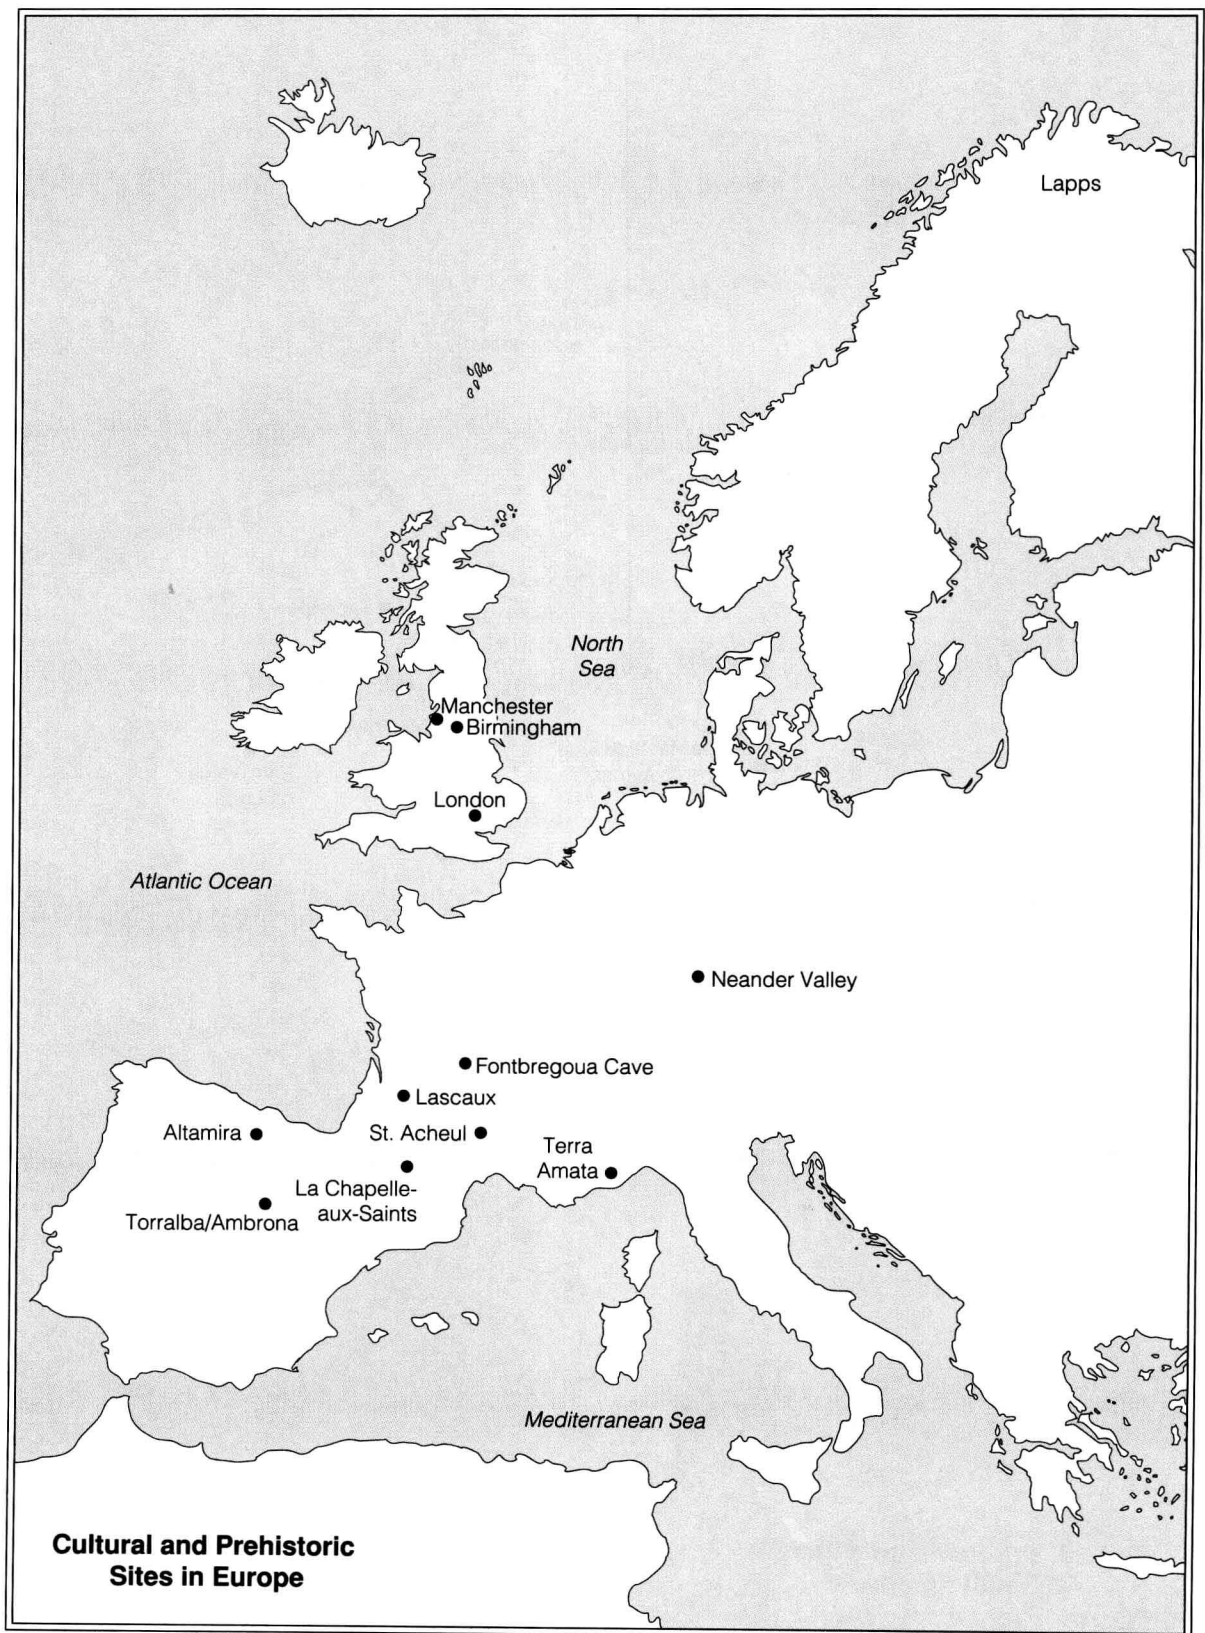 Lapps
North
Sea
Manchester
Birmingham
London
Atlantic Ocean
Neander Valley
Fontbregoua Cave
Lascaux
Altamira
St. Acheul
Terra
Amata
La Chapelle-
aux-Saints
Torralba/Ambrona
Mediterranean Sea
Cultural and Prehistoric
Sites in Europe